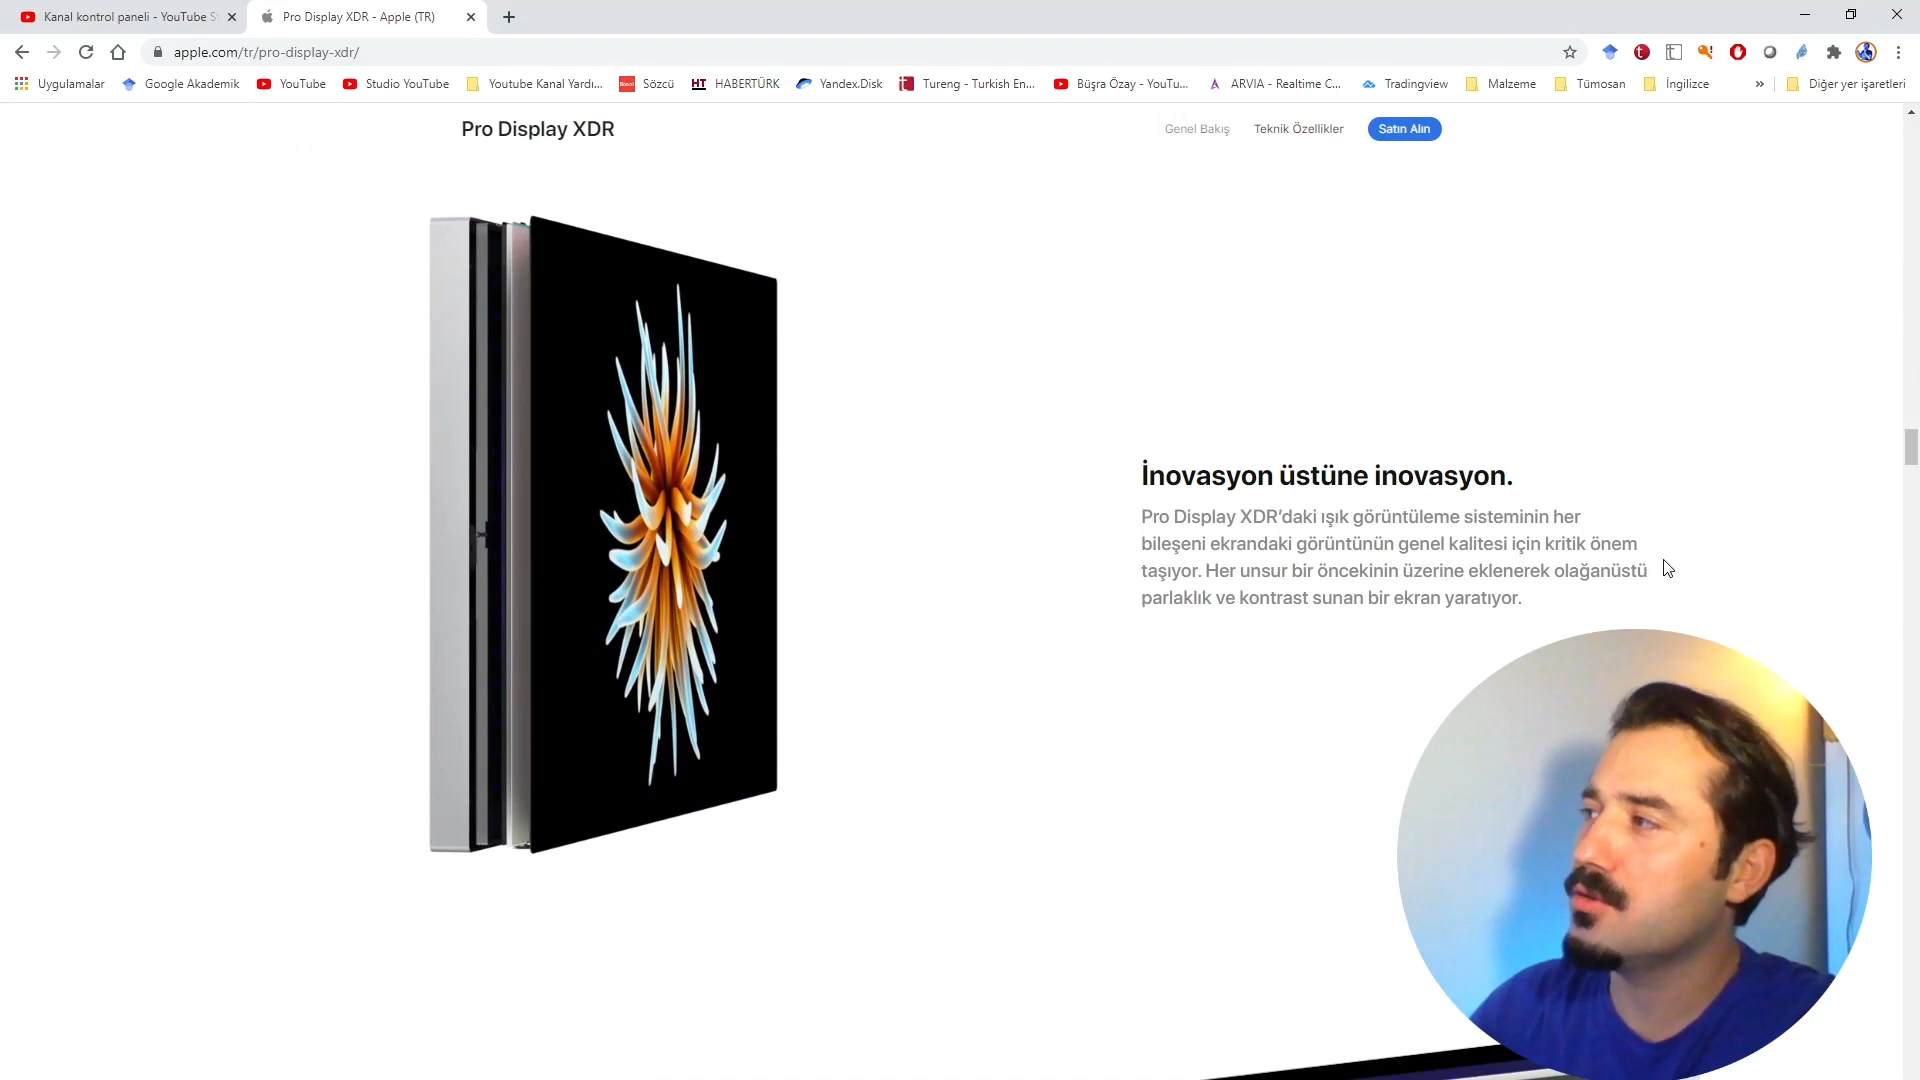 Kanal kontrol paneli - YouTube S
Pro Display XDR - Apple (TR)
apple.com/tr/pro-display-xdr/
Uygulamalar
Google Akademik
YouTube
Studio YouTube
Youtube Kanal Yardı...
Sözcü
HT HABERTÜRK
Yandex.Disk
Tureng - Turkish En...
Büşra Özay - YouTu...
ARVIA - Realtime C...
Tradingview
Malzeme
Tümosan
İngilizce
»
Diğer yer işaretleri
Pro Display XDR
Genel Bakış
Teknik Özellikler
Satın Alın
İnovasyon üstüne inovasyon.
Pro Display XDR’daki ışık görüntüleme sisteminin her
bileşeni ekrandaki görüntünün genel kalitesi için kritik önem
taşıyor. Her unsur bir öncekinin üzerine eklenerek olağanüstü
parlaklık ve kontrast sunan bir ekran yaratıyor.